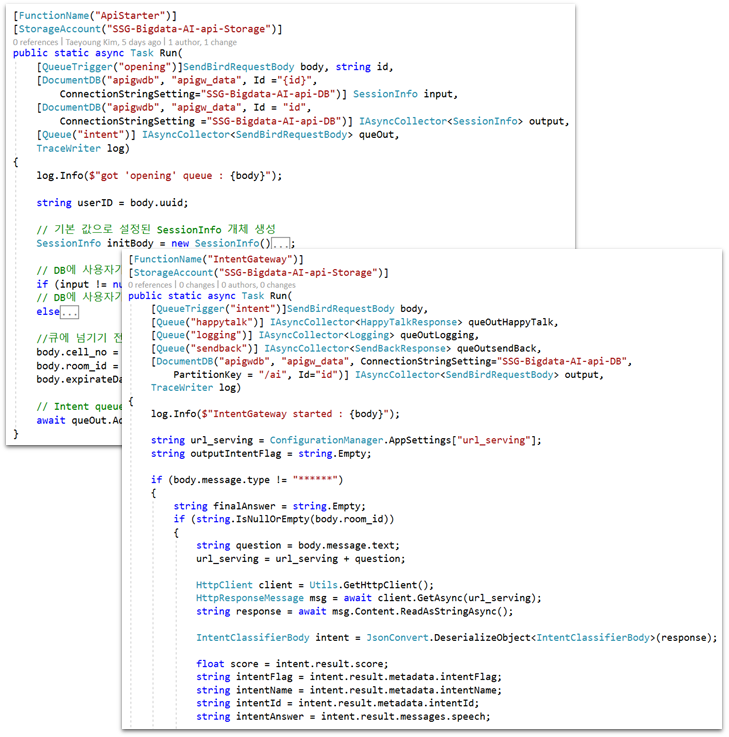 [FunctionName("ApiStarter")]
[StorageAccount("SSG-Bigdata-AI-api-Storage")]
0 references | Taeyoung Kim, 5 days ago | 1 author, 1 change
public static async Task Run(
[QueueTrigger("opening")]SendBirdRequestBody body, string id,
[DocumentDB("apigwdb", "apigw_data", Id ="{id}",
ConnectionStringSetting="SSG-Bigdata-AI-api-DB")] SessionInfo input,
[DocumentDB("apigwdb", "apigw_data", Id = "id",
ConnectionStringSetting ="SSG-Bigdata-AI-api-DB")] IAsyncCollector<SessionInfo> output,
[Queue("intent")] IAsyncCollector<SendBirdRequestBody> queOut,
TraceWriter log)
{
log.Info($"got 'opening' queue : {body}");
string userID = body.uuid;
// 기본 값으로 설정된 SessionInfo 개체 생성
SessionInfo initBody = new SessionInfo()...;
// DB에 사용자가
if (input != nu
// DB에 사용자가
else...
//큐에 넘기기 전
body.cell_no =
body.room_id =
body.expirateDa
// Intent queue
await queOut.Ad
}
[FunctionName("IntentGateway")]
[StorageAccount("SSG-Bigdata-AI-api-Storage")]
0 references | 0 changes | 0 authors, 0 changes
public static async Task Run(
[QueueTrigger("intent")]SendBirdRequestBody body,
[Queue("happytalk")] IAsyncCollector<HappyTalkResponse> queOutHappyTalk,
[Queue("logging")] IAsyncCollector<Logging> queOutLogging,
[Queue("sendback")] IAsyncCollector<SendBackResponse> queOutsendBack,
[DocumentDB("apigwdb", "apigw_data", ConnectionStringSetting="SSG-Bigdata-AI-api-DB",
PartitionKey = "/ai", Id="id")] IAsyncCollector<SendBirdRequestBody> output,
TraceWriter log)
{
log.Info($"IntentGateway started : {body}");
string url_serving = ConfigurationManager.AppSettings["url_serving"];
string outputIntentFlag = string.Empty;
if (body.message.type != "******")
{
string finalAnswer = string.Empty;
if (string.IsNullOrEmpty(body.room_id))
{
string question = body.message.text;
url_serving = url_serving + question;
HttpClient client = Utils.GetHttpClient();
HttpResponseMessage msg = await client.GetAsync(url_serving);
string response = await msg.Content.ReadAsStringAsync();
IntentClassifierBody intent = JsonConvert.DeserializeObject<IntentClassifierBody>(response);
float score = intent.result.score;
string intentFlag = intent.result.metadata.intentFlag;
string intentName = intent.result.metadata.intentName;
string intentId = intent.result.metadata.intentId;
string intentAnswer = intent.result.messages.speech;